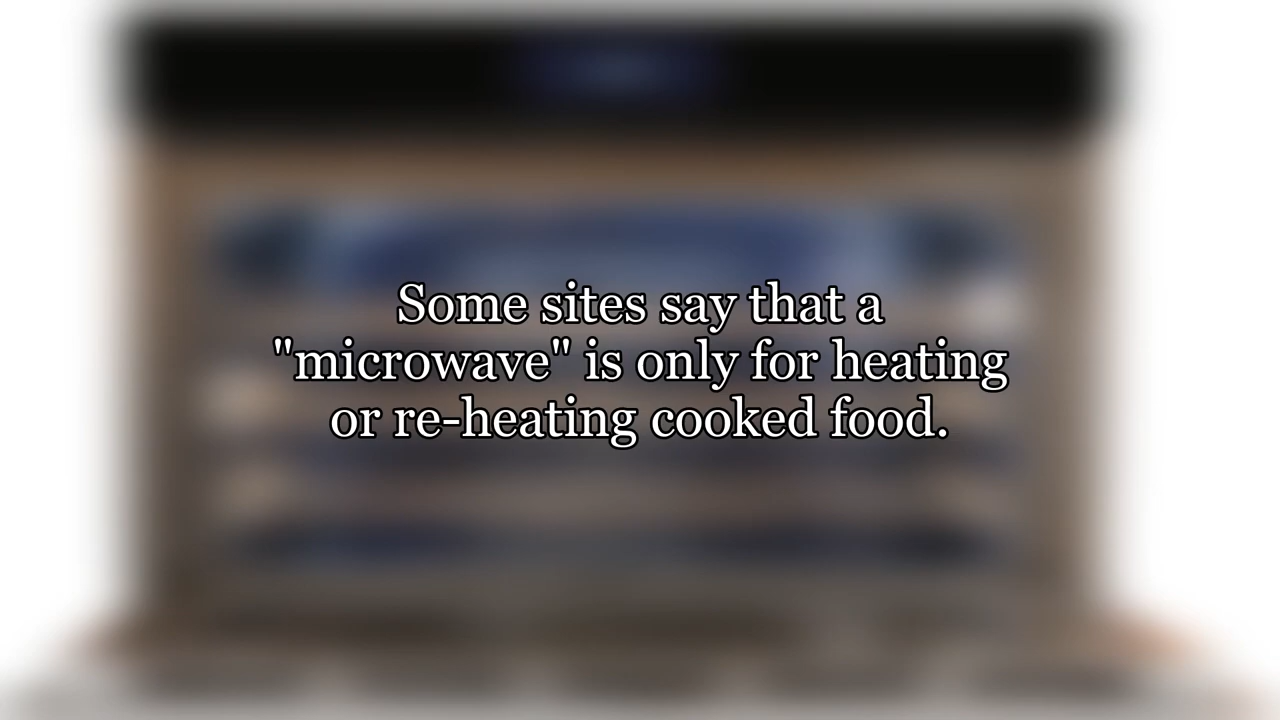 Some sites say that a
"microwave" is only for heating
or re-heating cooked food.